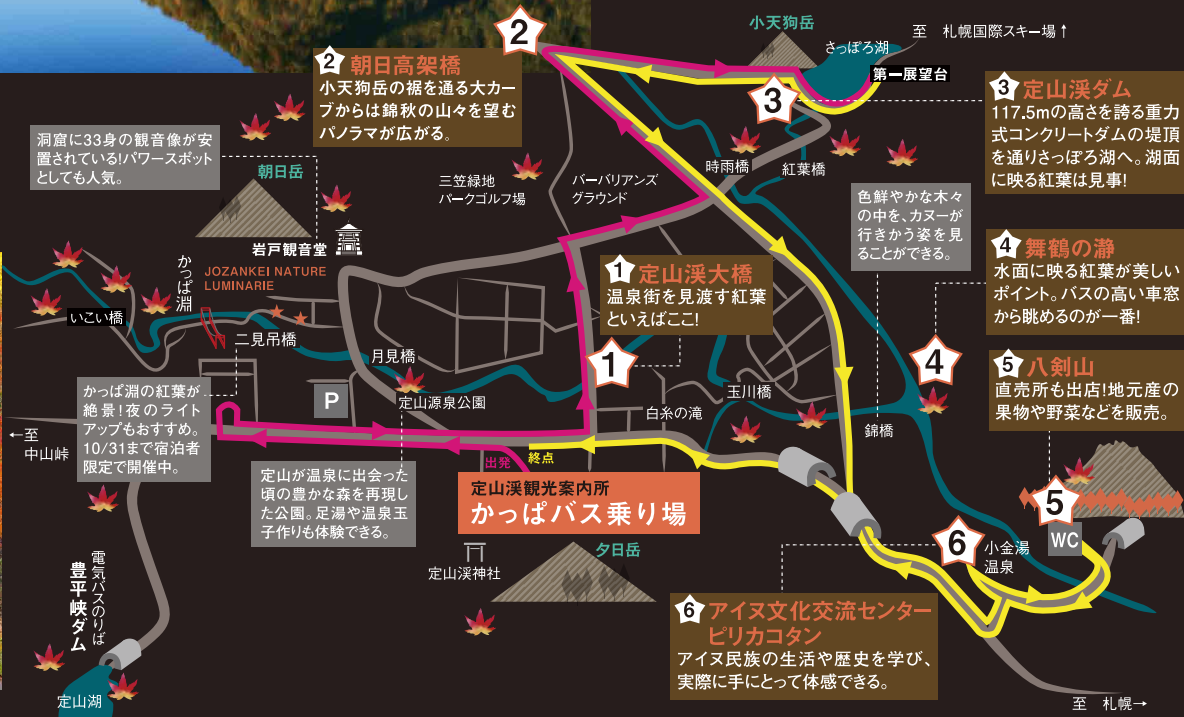 2
小天狗岳
至 札幌国際スキー場↑
さっぽろ湖
第一展望台
2 朝日高架橋
小天狗岳の裾を通る大カー
ブからは錦秋の山々を望む
パノラマが広がる。
3
3 定山渓ダム
117.5mの高さを誇る重力
式コンクリートダムの堤頂
を通りさっぽろ湖へ。湖面
に映る紅葉は見事!
洞窟に33身の観音像が安
置されている!パワースポット
としても人気。
朝日岳
三笠緑地
パークゴルフ場
バーバリアンズ
グラウンド
時雨橋
紅葉橋
色鮮やかな木々
の中を、カヌーが
行きかう姿を見
ることができる。
岩戸観音堂
JOZANKEI NATURE
LUMINARIE
かっぱ淵
いこい橋
二見吊橋
1 定山渓大橋
温泉街を見渡す紅葉
といえばここ!
4 舞鶴の瀞
水面に映る紅葉が美しい
ポイント。バスの高い車窓
から眺めるのが一番!
月見橋
1
4
5 八剣山
直売所も出店!地元産の
果物や野菜などを販売。
かっぱ淵の紅葉が
絶景!夜のライト
アップもおすすめ。
10/31まで宿泊者
限定で開催中。
P
定山源泉公園
白糸の滝
玉川橋
錦橋
←至
中山峠
出発
終点
定山が温泉に出会った
頃の豊かな森を再現し
た公園。足湯や温泉玉
子作りも体験できる。
定山渓観光案内所
かっぱバス乗り場
5
WC
6
小金湯
温泉
定山渓神社
夕日岳
電気バスのりば
豊平峡ダム
定山湖
6 アイヌ文化交流センター
ピリカコタン
アイヌ民族の生活や歴史を学び、
実際に手にとって体感できる。
至 札幌→